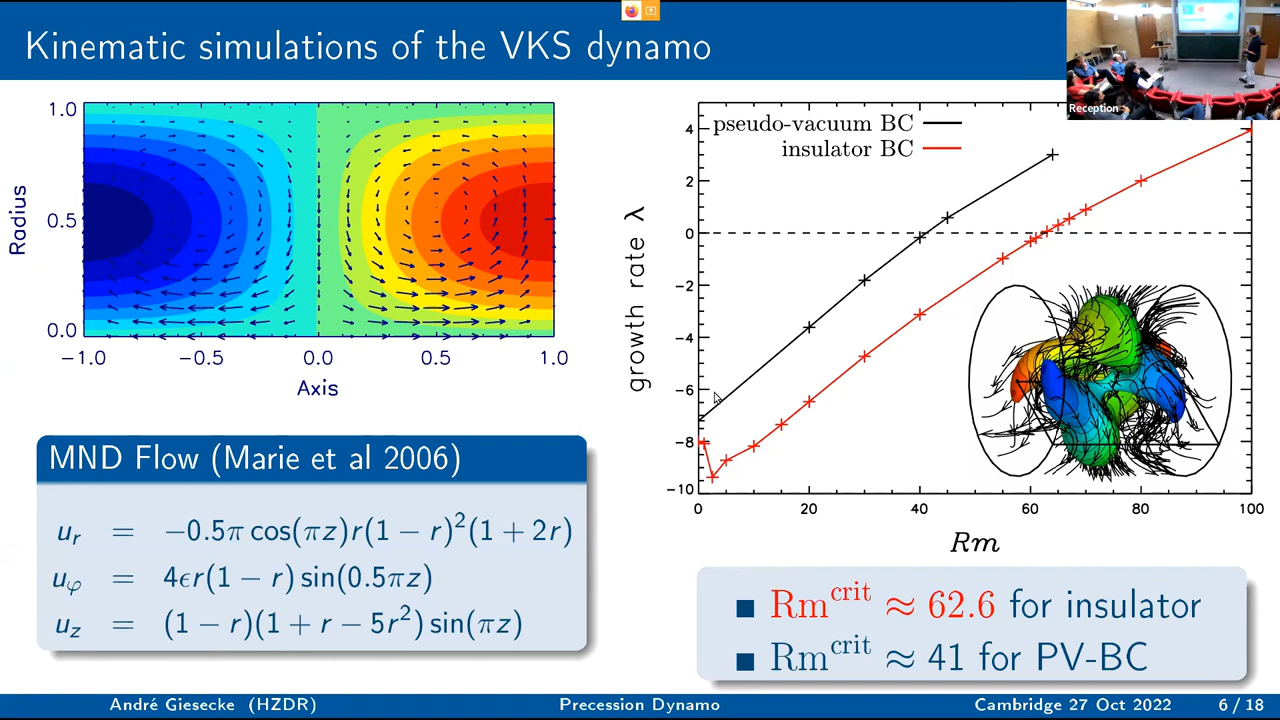 Kinematic simulations of the VKS dynamo
Reception
1.0
0.5
0.0
Radius
−1.0 −0.5 0.0 0.5 1.0
Axis
MND Flow (Marie et al 2006)
u_r = −0.5π cos(πz)r(1 − r)²(1 + 2r)
u_φ = 4ϵr(1 − r) sin(0.5πz)
u_z = (1 − r)(1 + r − 5r²) sin(πz)
pseudo-vacuum BC
insulator BC
4
2
0
−2
−4
−6
−8
−10
growth rate λ
0 20 40 60 80 100
Rm
Rm^crit ≈ 62.6 for insulator
Rm^crit ≈ 41 for PV-BC
André Giesecke (HZDR) Precession Dynamo Cambridge 27 Oct 2022 6 / 18